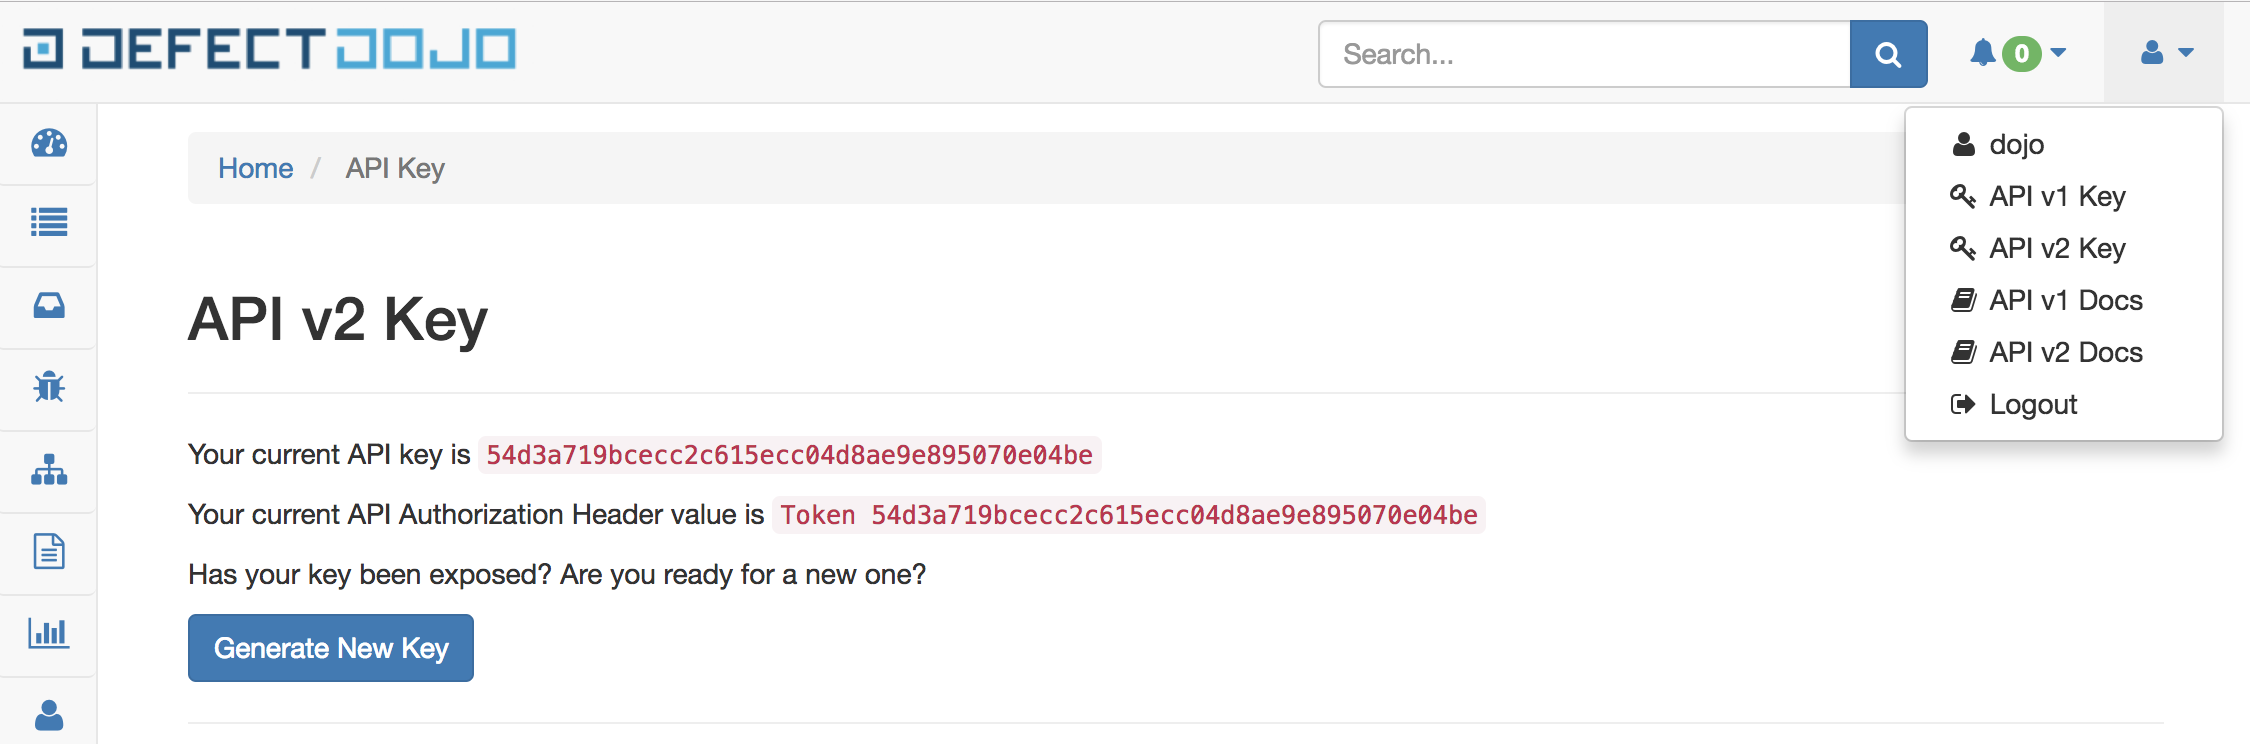 DEFECTDOJO
Search...
0
dojo
API v1 Key
API v2 Key
API v1 Docs
API v2 Docs
Logout
Home / API Key
API v2 Key
Your current API key is 54d3a719bcecc2c615ecc04d8ae9e895070e04be
Your current API Authorization Header value is Token 54d3a719bcecc2c615ecc04d8ae9e895070e04be
Has your key been exposed? Are you ready for a new one?
Generate New Key